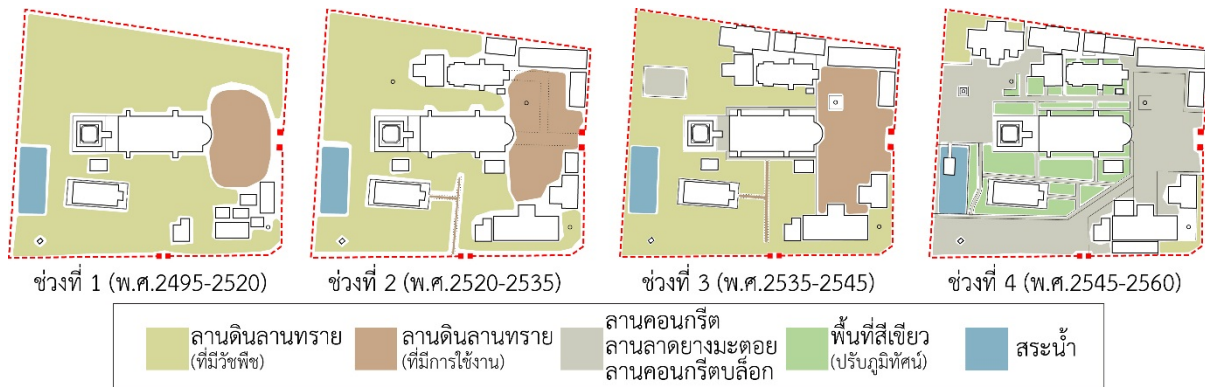 ช่วงที่ 1 (พ.ศ.2495-2520)
ช่วงที่ 2 (พ.ศ.2520-2535)
ช่วงที่ 3 (พ.ศ.2535-2545)
ช่วงที่ 4 (พ.ศ.2545-2560)
ลานดินลานทราย
(ที่มีวัชพืช)
ลานดินลานทราย
(ที่มีการใช้งาน)
ลานคอนกรีต
ลานลาดยางมะตอย
ลานคอนกรีตบล็อก
พื้นที่สีเขียว
(ปรับภูมิทัศน์)
สระน้ำ